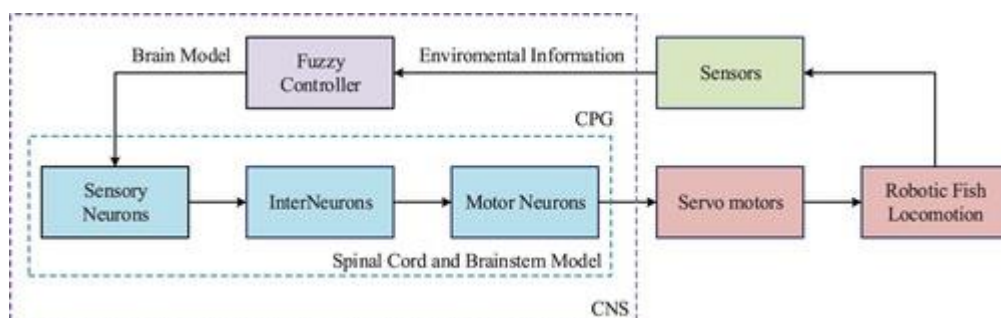 Brain Model
Fuzzy
Controller
Enviromental Information
Sensors
CPG
Sensory
Neurons
InterNeurons
Motor Neurons
Servo motors
Robotic Fish
Locomotion
Spinal Cord and Brainstem Model
CNS